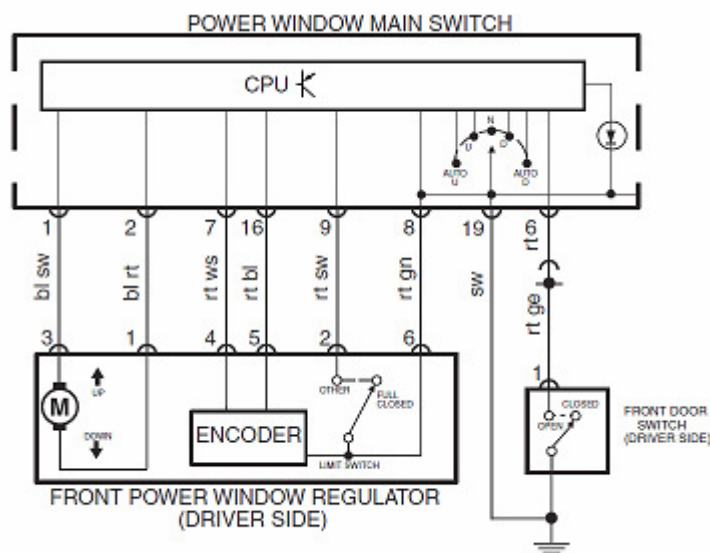 POWER WINDOW MAIN SWITCH
CPU
N
U D
AUTO U
AUTO D
1 2 7 16 9 8 19 6
bl sw
bl rt
rt ws
rt bl
rt sw
rt gn
sw
rt
rt ge
3 1 4 5 2 6
1
M
UP
DOWN
ENCODER
OTHER
FULL
CLOSED
LIMIT SWITCH
CLOSED
OPEN
FRONT DOOR
SWITCH
(DRIVER SIDE)
FRONT POWER WINDOW REGULATOR
(DRIVER SIDE)